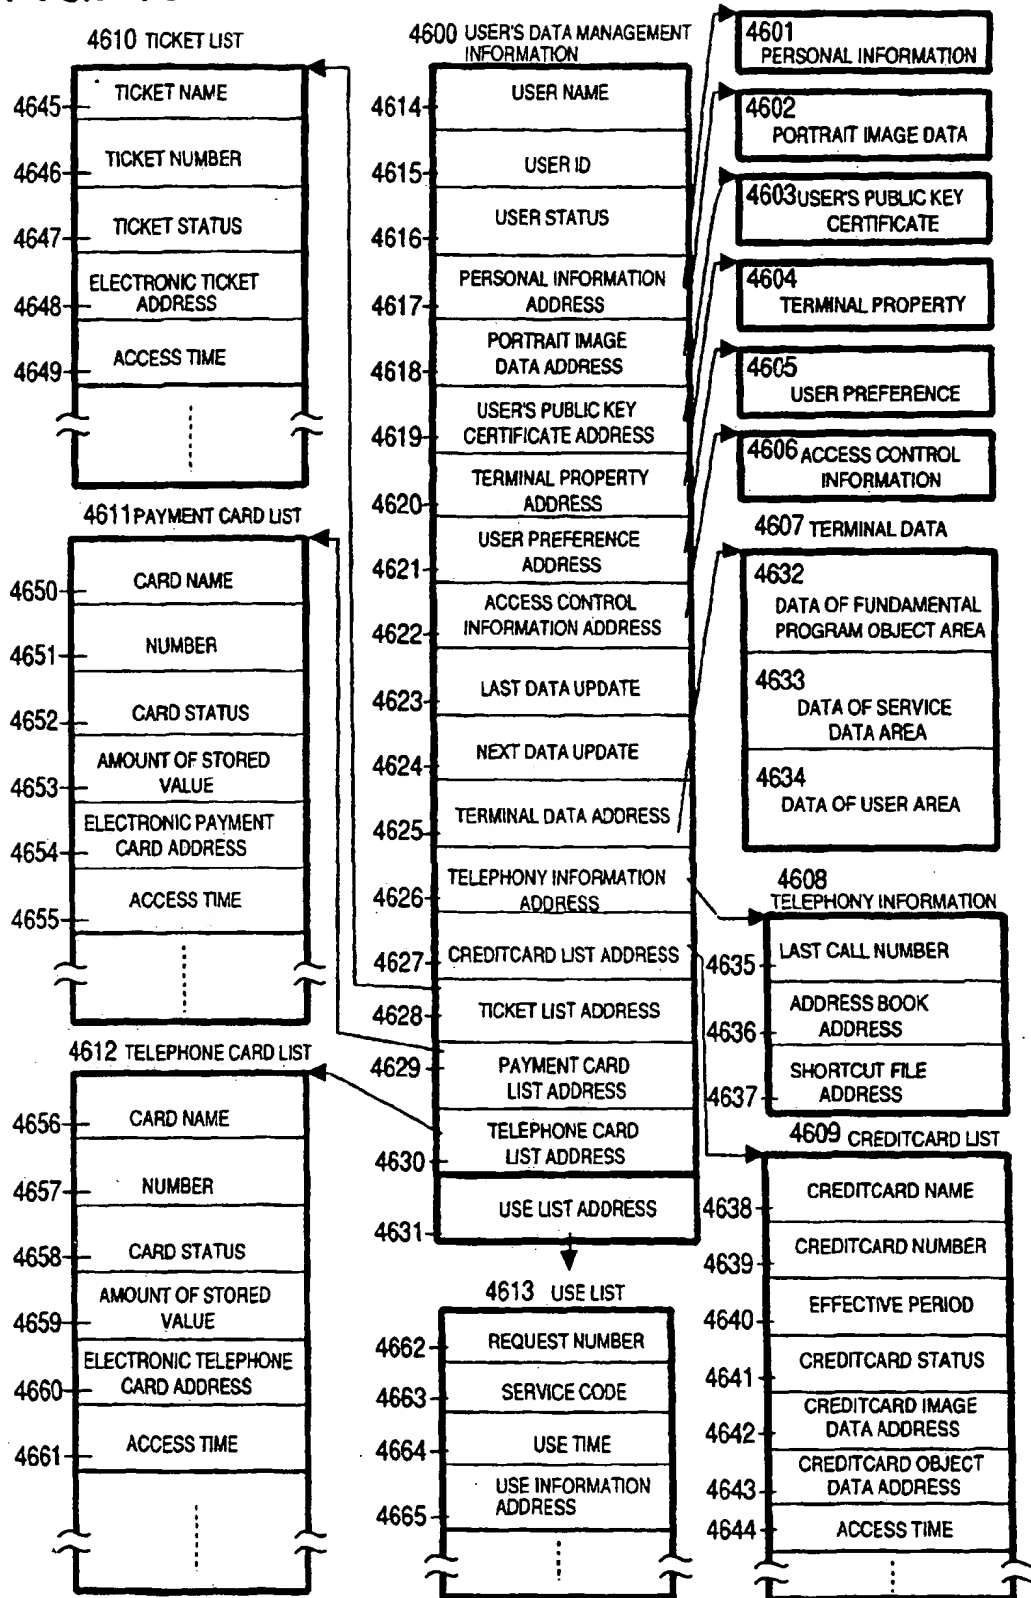 4610 TICKET LIST
4645 TICKET NAME
4646 TICKET NUMBER
4647 TICKET STATUS
4648 ELECTRONIC TICKET
ADDRESS
4649 ACCESS TIME
4611 PAYMENT CARD LIST
4650 CARD NAME
4651 NUMBER
4652 CARD STATUS
4653 AMOUNT OF STORED
VALUE
4654 ELECTRONIC PAYMENT
CARD ADDRESS
4655 ACCESS TIME
4612 TELEPHONE CARD LIST
4656 CARD NAME
4657 NUMBER
4658 CARD STATUS
4659 AMOUNT OF STORED
VALUE
4660 ELECTRONIC TELEPHONE
CARD ADDRESS
4661 ACCESS TIME
4600 USER'S DATA MANAGEMENT
INFORMATION
4614 USER NAME
4615 USER ID
4616 USER STATUS
4617 PERSONAL INFORMATION
ADDRESS
4618 PORTRAIT IMAGE
DATA ADDRESS
4619 USER'S PUBLIC KEY
CERTIFICATE ADDRESS
4620 TERMINAL PROPERTY
ADDRESS
4621 USER PREFERENCE
ADDRESS
4622 ACCESS CONTROL
INFORMATION ADDRESS
4623 LAST DATA UPDATE
4624 NEXT DATA UPDATE
4625 TERMINAL DATA ADDRESS
4626 TELEPHONY INFORMATION
ADDRESS
4627 CREDITCARD LIST ADDRESS
4628 TICKET LIST ADDRESS
4629 PAYMENT CARD
LIST ADDRESS
4630 TELEPHONE CARD
LIST ADDRESS
4631 USE LIST ADDRESS
4613 USE LIST
4662 REQUEST NUMBER
4663 SERVICE CODE
4664 USE TIME
4665 USE INFORMATION
ADDRESS
4601
PERSONAL INFORMATION
4602
PORTRAIT IMAGE DATA
4603 USER'S PUBLIC KEY
CERTIFICATE
4604
TERMINAL PROPERTY
4605
USER PREFERENCE
4606 ACCESS CONTROL
INFORMATION
4607 TERMINAL DATA
4632
DATA OF FUNDAMENTAL
PROGRAM OBJECT AREA
4633
DATA OF SERVICE
DATA AREA
4634
DATA OF USER AREA
4608
TELEPHONY INFORMATION
4635 LAST CALL NUMBER
4636 ADDRESS BOOK
ADDRESS
4637 SHORTCUT FILE
ADDRESS
4609 CREDITCARD LIST
4638 CREDITCARD NAME
4639 CREDITCARD NUMBER
4640 EFFECTIVE PERIOD
4641 CREDITCARD STATUS
4642 CREDITCARD IMAGE
DATA ADDRESS
4643 CREDITCARD OBJECT
DATA ADDRESS
4644 ACCESS TIME